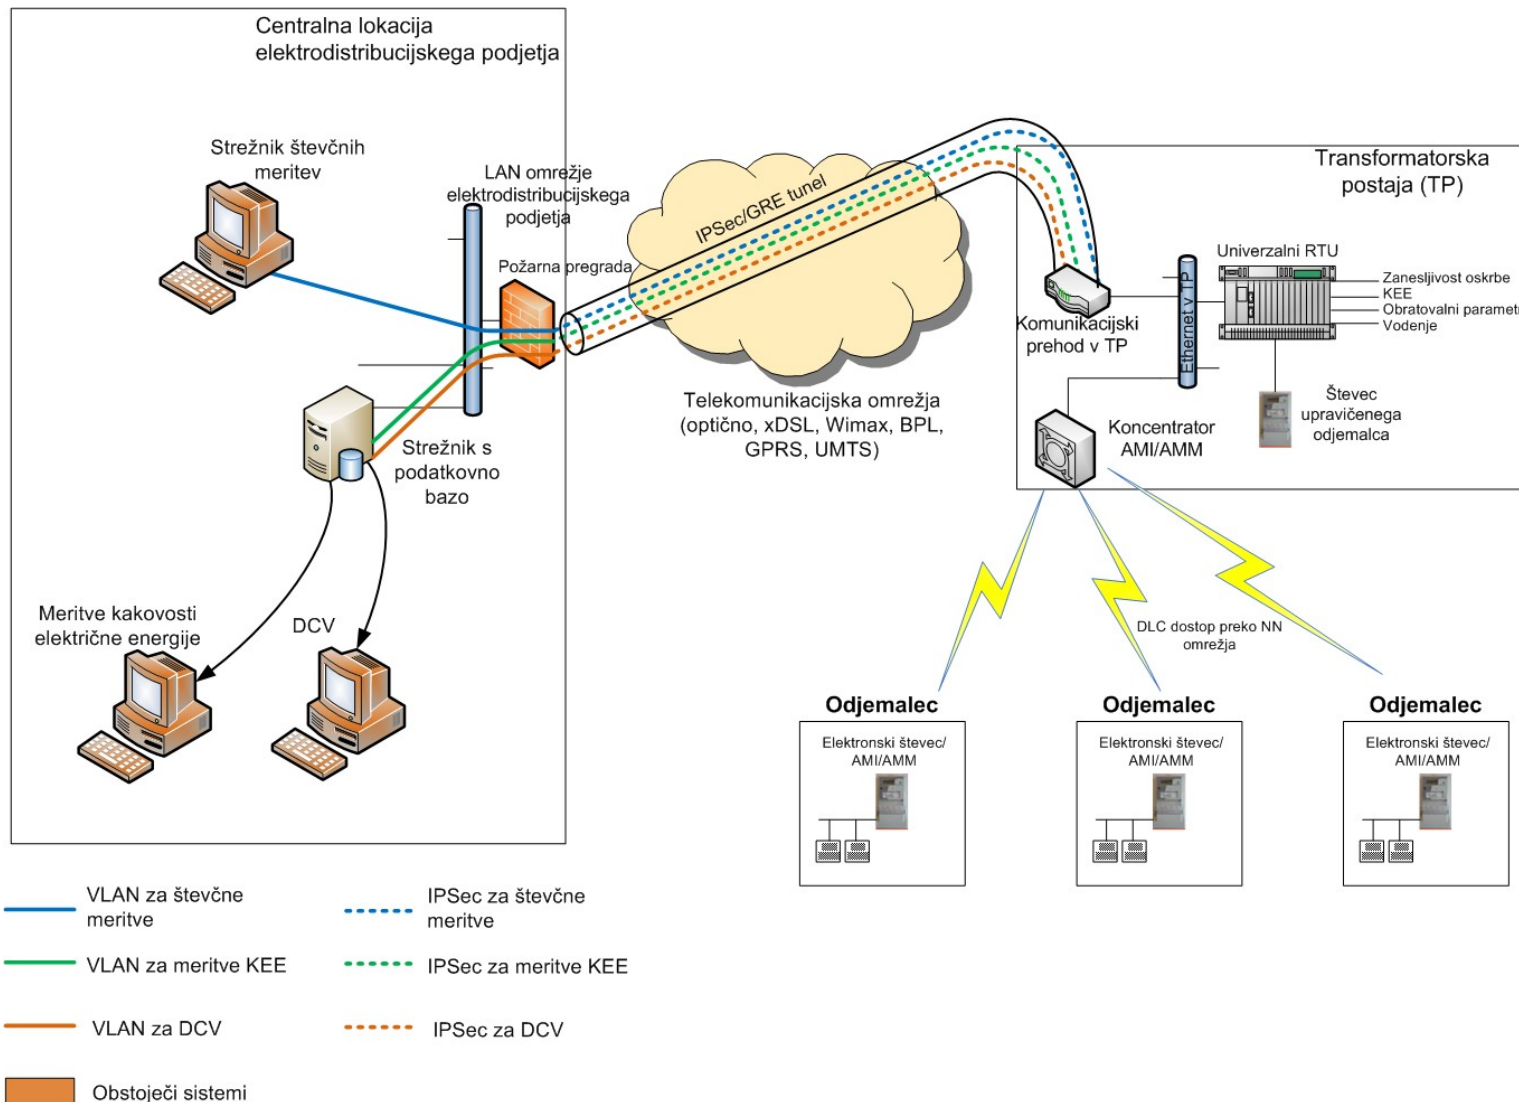 Centralna lokacija
elektrodistribucijskega podjetja
Strežnik števčnih
meritev
LAN omrežje
elektrodistribucijskega
podjetja
Požarna pregrada
IPSec/GRE tunel
Transformatorska
postaja (TP)
Univerzalni RTU
Zanesljivost oskrbe
KEE
Obratovalni parametri
Vodenje
Komunikacijski
prehod v TP
Ethernet v TP
Telekomunikacijska omrežja
(optično, xDSL, Wimax, BPL,
GPRS, UMTS)
Števec
upravičenega
odjemalca
Koncentrator
AMI/AMM
Strežnik s
podatkovno
bazo
Meritve kakovosti
električne energije
DCV
DLC dostop preko NN
omrežja
Odjemalec
Elektronski števec/
AMI/AMM
Odjemalec
Elektronski števec/
AMI/AMM
Odjemalec
Elektronski števec/
AMI/AMM
VLAN za števčne
meritve
IPSec za števčne
meritve
VLAN za meritve KEE
IPSec za meritve KEE
VLAN za DCV
IPSec za DCV
Obstoječi sistemi